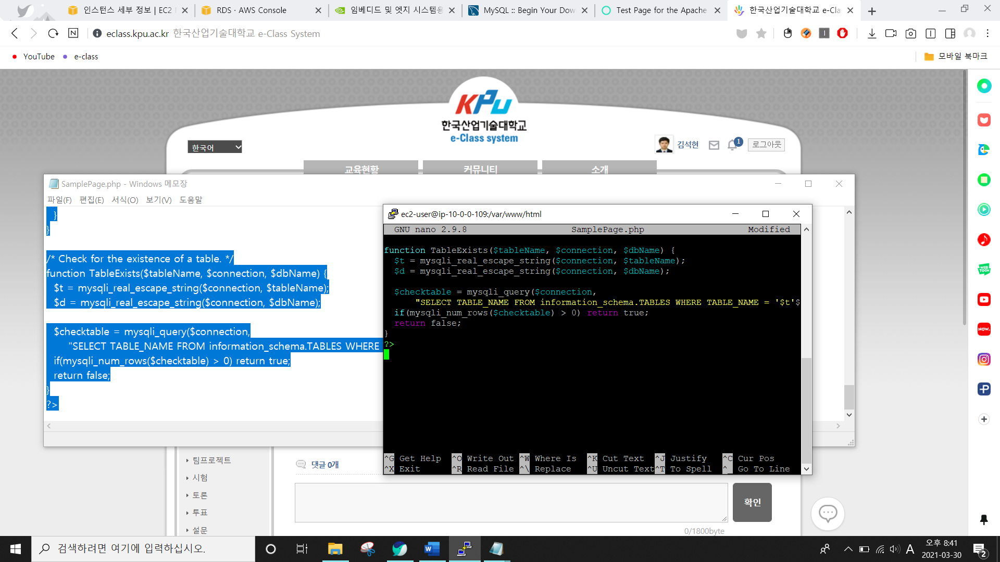 인스턴스 세부 정보 | EC2
RDS · AWS Console
임베디드 및 엣지 시스템용
MySQL :: Begin Your Dow
Test Page for the Apache
한국산업기술대학교 e-Cla
eclass.kpu.ac.kr 한국산업기술대학교 e-Class System
YouTube
e-class
모바일 북마크
KPU
한국산업기술대학교
e-Class system
한국어
김석현
1
로그아웃
교육현황
커뮤니티
소개
SamplePage.php - Windows 메모장
파일(F) 편집(E) 서식(O) 보기(V) 도움말
}
}
/* Check for the existence of a table. */
function TableExists($tableName, $connection, $dbName) {
$t = mysqli_real_escape_string($connection, $tableName);
$d = mysqli_real_escape_string($connection, $dbName);
$checktable = mysqli_query($connection,
"SELECT TABLE_NAME FROM information_schema.TABLES WHERE
if(mysqli_num_rows($checktable) > 0) return true;
return false;
}
?>
ec2-user@ip-10-0-0-109:/var/www/html
GNU nano 2.9.8 SamplePage.php Modified
function TableExists($tableName, $connection, $dbName) {
$t = mysqli_real_escape_string($connection, $tableName);
$d = mysqli_real_escape_string($connection, $dbName);
$checktable = mysqli_query($connection,
"SELECT TABLE_NAME FROM information_schema.TABLES WHERE TABLE_NAME = '$t'$
if(mysqli_num_rows($checktable) > 0) return true;
return false;
}
?>
^G Get Help ^O Write Out ^W Where Is ^K Cut Text ^J Justify ^C Cur Pos
^X Exit ^R Read File ^\ Replace ^U Uncut Text ^T To Spell ^_ Go To Line
팀프로젝트
시험
토론
투표
설문
댓글 0개
확인
0/1800byte
WEB
TOON
NOW.
검색하려면 여기에 입력하십시오.
A
오후 8:41
2021-03-30
2